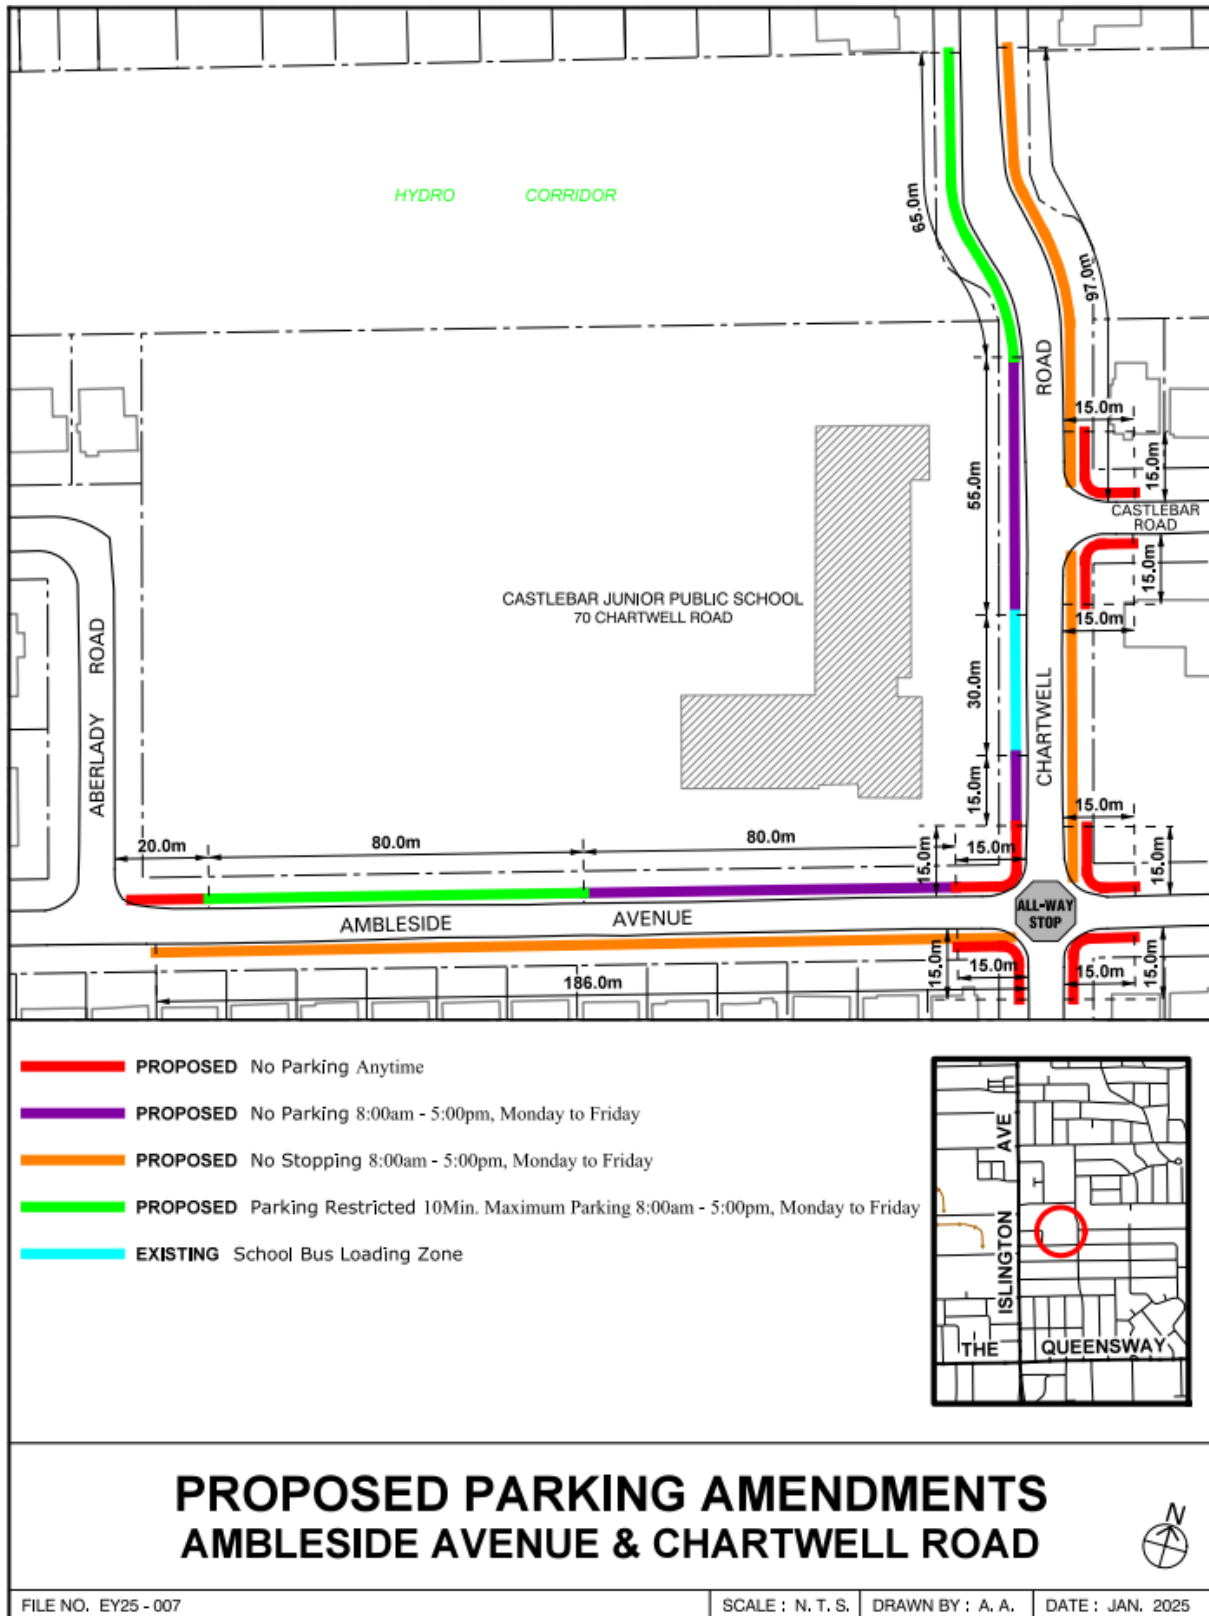 HYDRO CORRIDOR
65.0m
97.0m
ROAD
15.0m
15.0m
CASTLEBAR
ROAD
55.0m
15.0m
15.0m
CASTLEBAR JUNIOR PUBLIC SCHOOL
70 CHARTWELL ROAD
ABERLADY ROAD
30.0m
CHARTWELL
15.0m
15.0m
20.0m
80.0m
80.0m
15.0m
15.0m
15.0m
AMBLESIDE AVENUE
ALL-WAY
STOP
186.0m
15.0m
15.0m
15.0m
15.0m
PROPOSED No Parking Anytime
PROPOSED No Parking 8:00am - 5:00pm, Monday to Friday
PROPOSED No Stopping 8:00am - 5:00pm, Monday to Friday
PROPOSED Parking Restricted 10Min. Maximum Parking 8:00am - 5:00pm, Monday to Friday
EXISTING School Bus Loading Zone
ISLINGTON AVE
THE QUEENSWAY
PROPOSED PARKING AMENDMENTS
AMBLESIDE AVENUE & CHARTWELL ROAD
N
FILE NO. EY25 - 007
SCALE : N. T. S.
DRAWN BY : A. A.
DATE : JAN. 2025